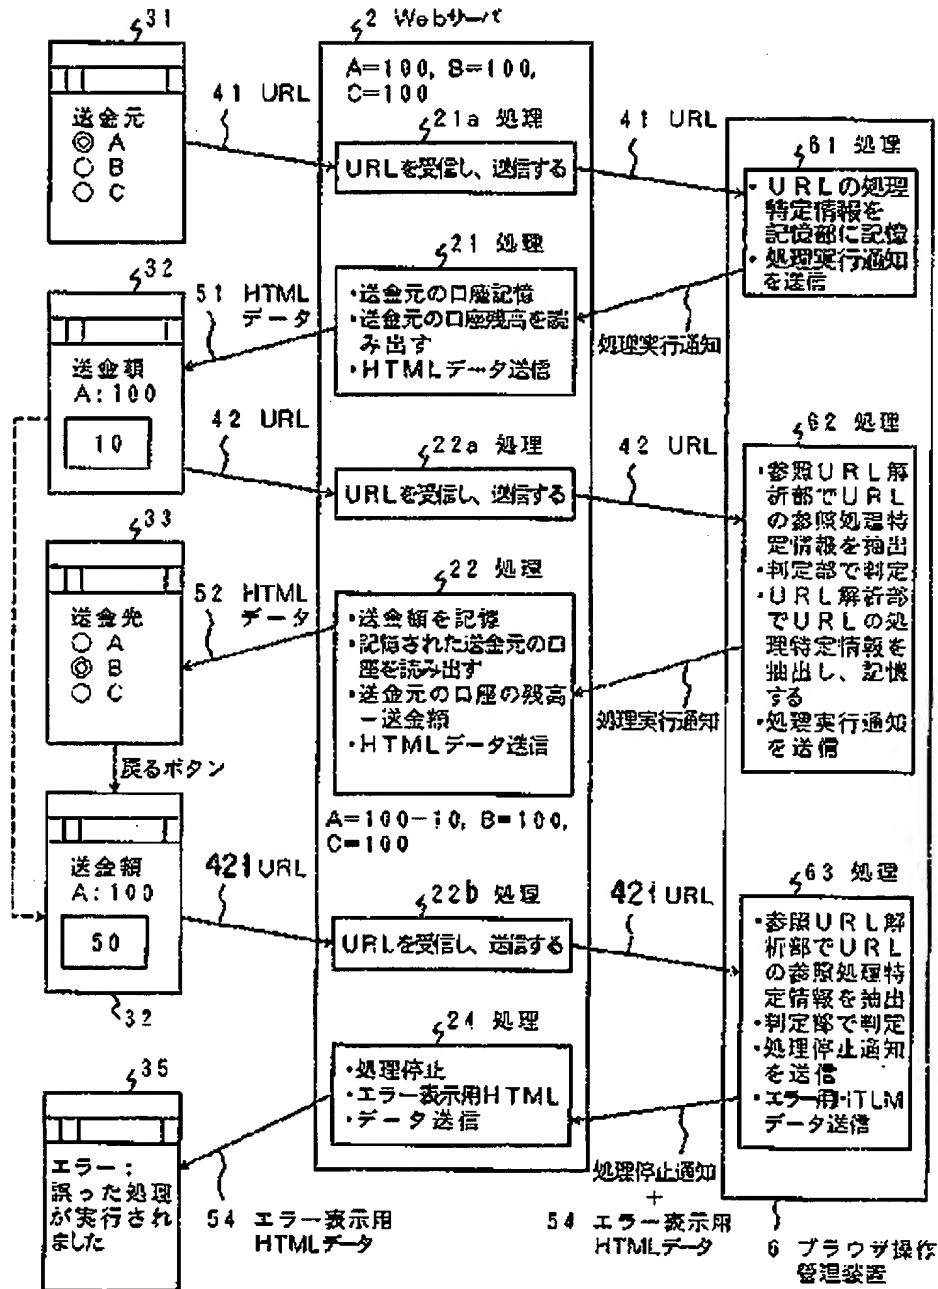 31
2 Webサーバ
A=100, B=100,
C=100
送金元
◎ A
○ B
○ C
41 URL
21a 処理
URLを受信し、送信する
41 URL
61 処理
・URLの処理
特定情報を
記憶部に記憶
・処理実行通知
を送信
32
51 HTML
データ
21 処理
・送金元の口座記憶
・送金元の口座残高を読
み出す
・HTMLデータ送信
処理実行通知
送金額
A:100
10
42 URL
22a 処理
URLを受信し、送信する
42 URL
62 処理
・参照URL解
析部でURL
の参照処理特
定情報を抽出
・判定部で判定
・URL解析部
でURLの処
理特定情報を
抽出し、記憶
する
・処理実行通知
を送信
33
52 HTML
データ
22 処理
・送金額を記憶
・記憶された送金元の口
座を読み出す
・送金元の口座の残高
ー送金額
・HTMLデータ送信
処理実行通知
送金先
○ A
◎ B
○ C
戻るボタン
A=100-10, B=100,
C=100
送金額
A:100
50
32
421 URL
22b 処理
URLを受信し、送信する
421 URL
63 処理
・参照URL解
析部でURL
の参照処理特
定情報を抽出
・判定部で判定
・処理停止通知
を送信
・エラー用HTLM
データ送信
24 処理
・処理停止
・エラー表示用HTML
・データ送信
35
エラー:
誤った処理
が実行され
ました
54 エラー表示用
HTMLデータ
処理停止通知
+
54 エラー表示用
HTMLデータ
6 ブラウザ操作
管理装置